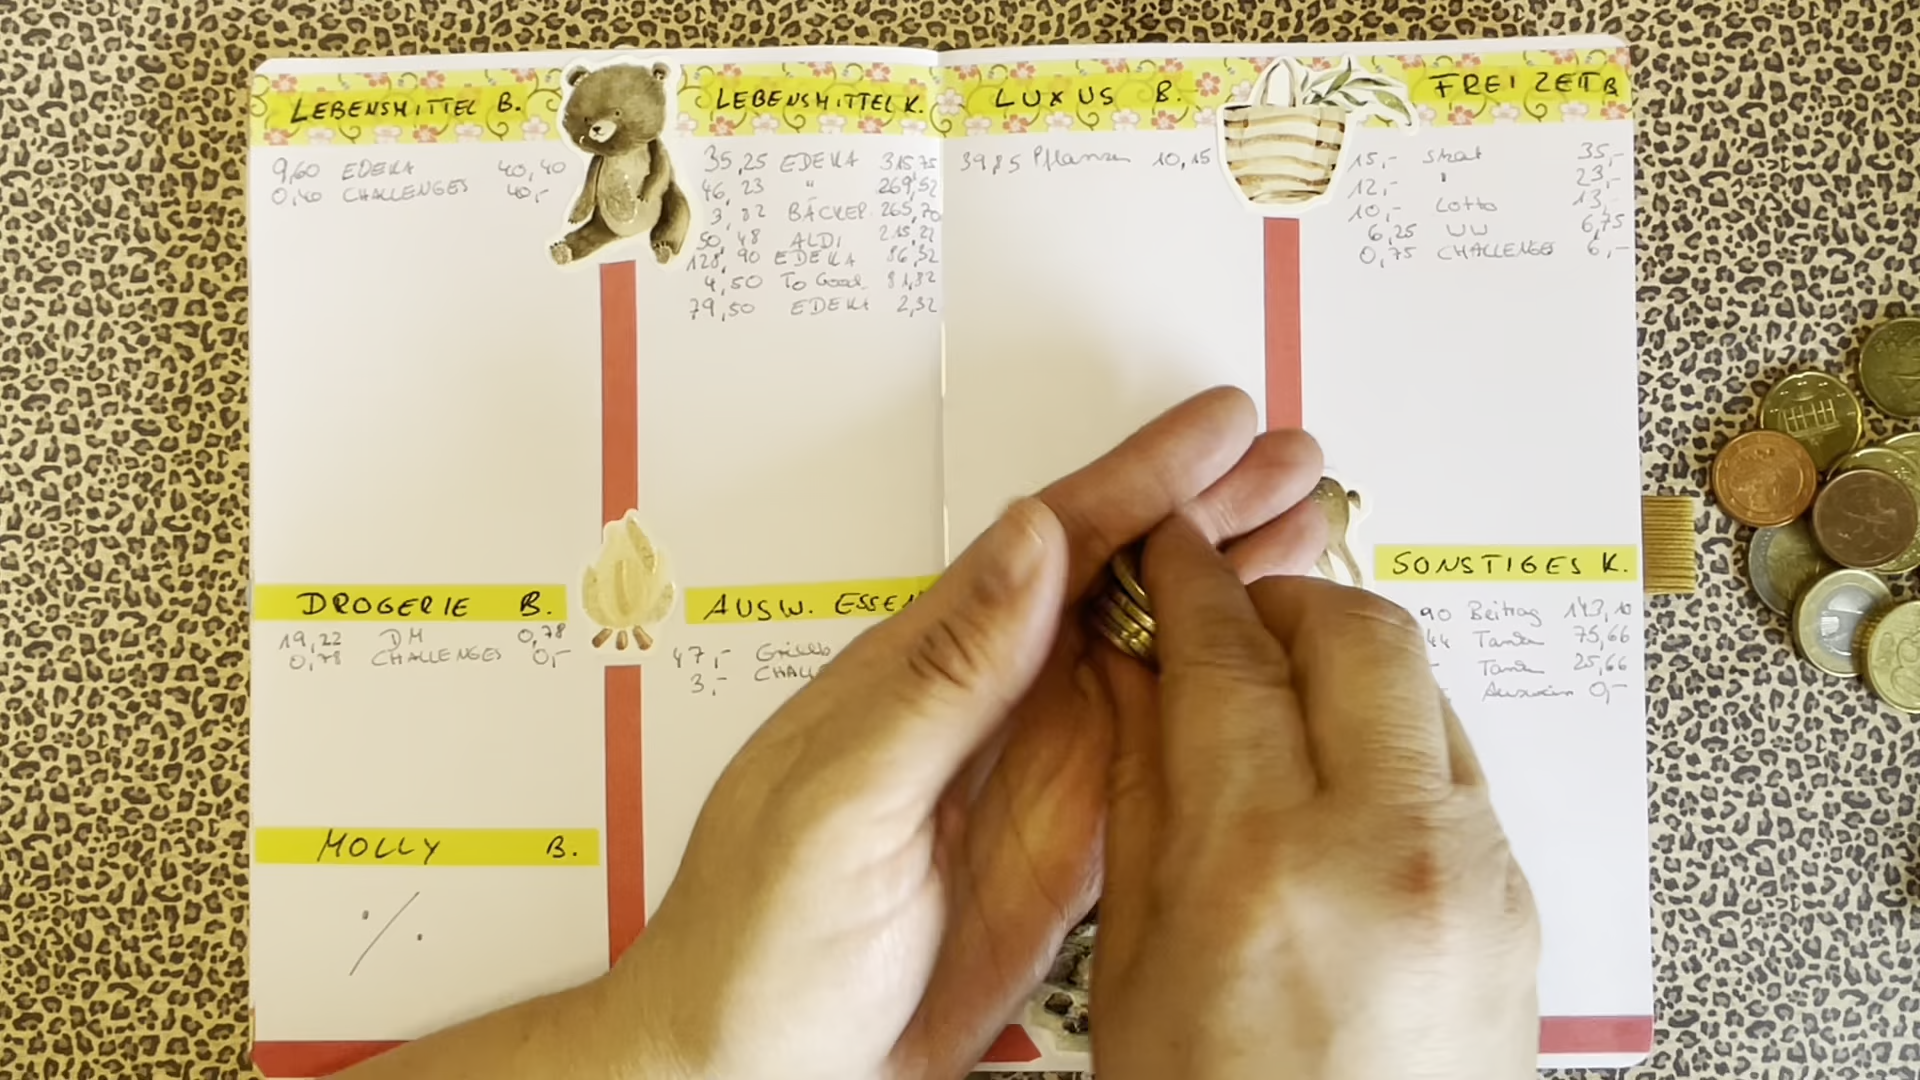 LEBENSMITTEL B.
9,60 EDEKA 40,40
0,40 CHALLENGES 40,-
LEBENSMITTEL K.
35,25 EDEKA 315,75
46,23 " 269,52
3,82 BÄCKER. 265,70
50,48 ALDI 215,22
128,90 EDEKA 86,32
4,50 To Good 81,82
79,50 EDEKA 2,32
LUXUS B.
39,85 Pflanzen 10,15
FREIZEIT B
15,- Skat 35,-
12,- " 23,-
10,- Lotto 13,-
6,25 WW 6,75
0,75 CHALLENGES 6,-
DROGERIE B.
19,22 DM 0,78
0,78 CHALLENGES 0,-
AUSW. ESSEN
47,-
3,- CHALLE
SONSTIGES K.
90 Beitrag 143,10
44 Tanken 75,66
- Tanken 25,66
0,-
MOLLY B.
%